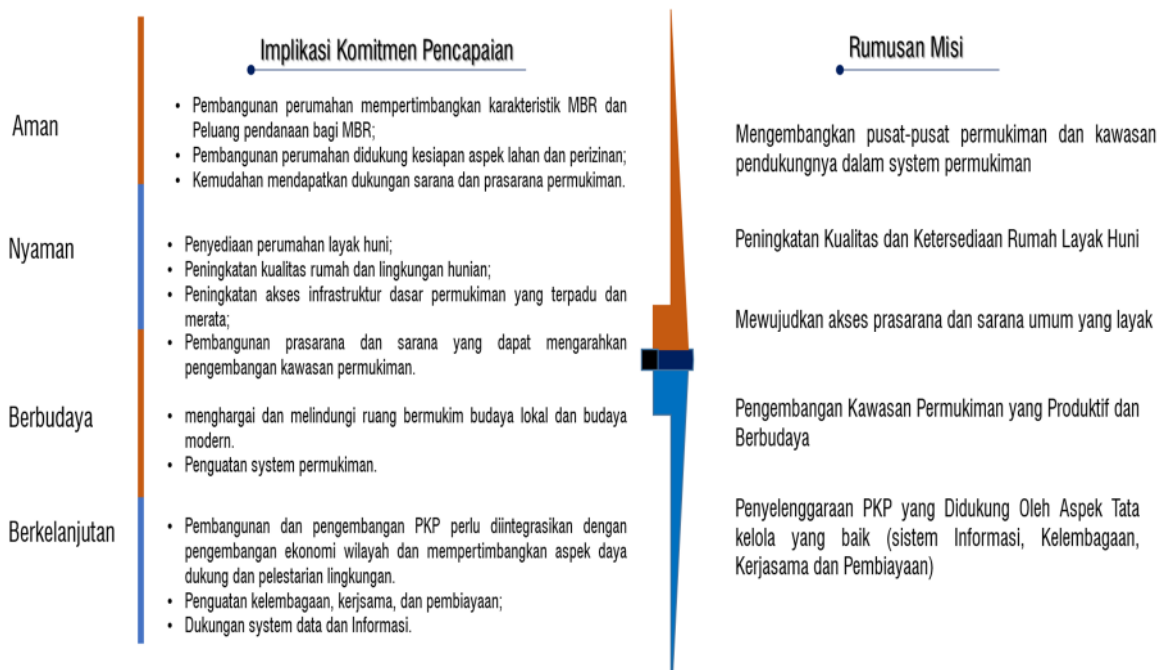 Implikasi Komitmen Pencapaian
Rumusan Misi
Aman
• Pembangunan perumahan mempertimbangkan karakteristik MBR dan
Peluang pendanaan bagi MBR;
• Pembangunan perumahan didukung kesiapan aspek lahan dan perizinan;
• Kemudahan mendapatkan dukungan sarana dan prasarana permukiman.
Nyaman
• Penyediaan perumahan layak huni;
• Peningkatan kualitas rumah dan lingkungan hunian;
• Peningkatan akses infrastruktur dasar permukiman yang terpadu dan
merata;
• Pembangunan prasarana dan sarana yang dapat mengarahkan
pengembangan kawasan permukiman.
Berbudaya
• menghargai dan melindungi ruang bermukim budaya lokal dan budaya
modern.
• Penguatan system permukiman.
Berkelanjutan
• Pembangunan dan pengembangan PKP perlu diintegrasikan dengan
pengembangan ekonomi wilayah dan mempertimbangkan aspek daya
dukung dan pelestarian lingkungan.
• Penguatan kelembagaan, kerjsama, dan pembiayaan;
• Dukungan system data dan Informasi.
Mengembangkan pusat-pusat permukiman dan kawasan
pendukungnya dalam system permukiman
Peningkatan Kualitas dan Ketersediaan Rumah Layak Huni
Mewujudkan akses prasarana dan sarana umum yang layak
Pengembangan Kawasan Permukiman yang Produktif dan
Berbudaya
Penyelenggaraan PKP yang Didukung Oleh Aspek Tata
kelola yang baik (sistem Informasi, Kelembagaan,
Kerjasama dan Pembiayaan)